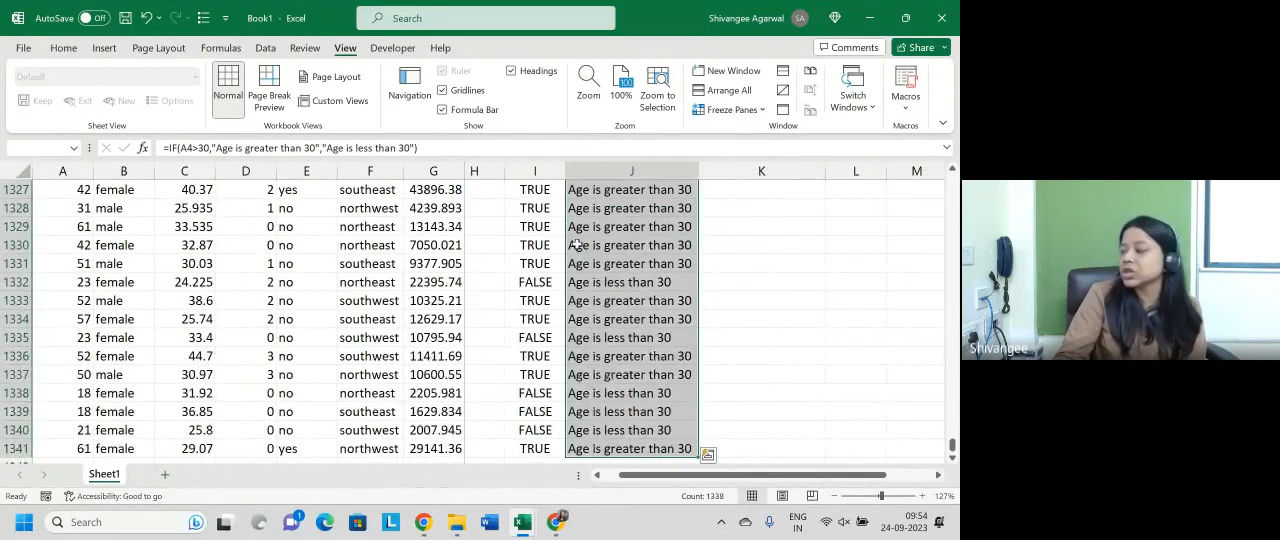 AutoSave Off Book1 - Excel Search Shivangee Agarwal SA
File Home Insert Page Layout Formulas Data Review View Developer Help Comments Share
Default
Keep Exit New Options
Sheet View
Normal
Page Break Preview
Page Layout
Custom Views
Workbook Views
Navigation
Ruler
Gridlines
Formula Bar
Headings
Show
Zoom
100
100%
Zoom to Selection
Zoom
New Window
Arrange All
Freeze Panes
Switch Windows
Window
Macros
Macros
fx =IF(A4>30,"Age is greater than 30","Age is less than 30")
A B C D E F G H I J K L M
1327 42 female 40.37 2 yes southeast 43896.38 TRUE Age is greater than 30
1328 31 male 25.935 1 no northwest 4239.893 TRUE Age is greater than 30
1329 61 male 33.535 0 no northeast 13143.34 TRUE Age is greater than 30
1330 42 female 32.87 0 no northeast 7050.021 TRUE Age is greater than 30
1331 51 male 30.03 1 no southeast 9377.905 TRUE Age is greater than 30
1332 23 female 24.225 2 no northeast 22395.74 FALSE Age is less than 30
1333 52 male 38.6 2 no southwest 10325.21 TRUE Age is greater than 30
1334 57 female 25.74 2 no southeast 12629.17 TRUE Age is greater than 30
1335 23 female 33.4 0 no southwest 10795.94 FALSE Age is less than 30
1336 52 female 44.7 3 no southwest 11411.69 TRUE Age is greater than 30
1337 50 male 30.97 3 no northwest 10600.55 TRUE Age is greater than 30
1338 18 female 31.92 0 no northeast 2205.981 FALSE Age is less than 30
1339 18 female 36.85 0 no southeast 1629.834 FALSE Age is less than 30
1340 21 female 25.8 0 no southwest 2007.945 FALSE Age is less than 30
1341 61 female 29.07 0 yes northwest 29141.36 TRUE Age is greater than 30
Sheet1
Ready Accessibility: Good to go Count: 1338 127%
Search ENG IN 09:54 24-09-2023
Shivangee